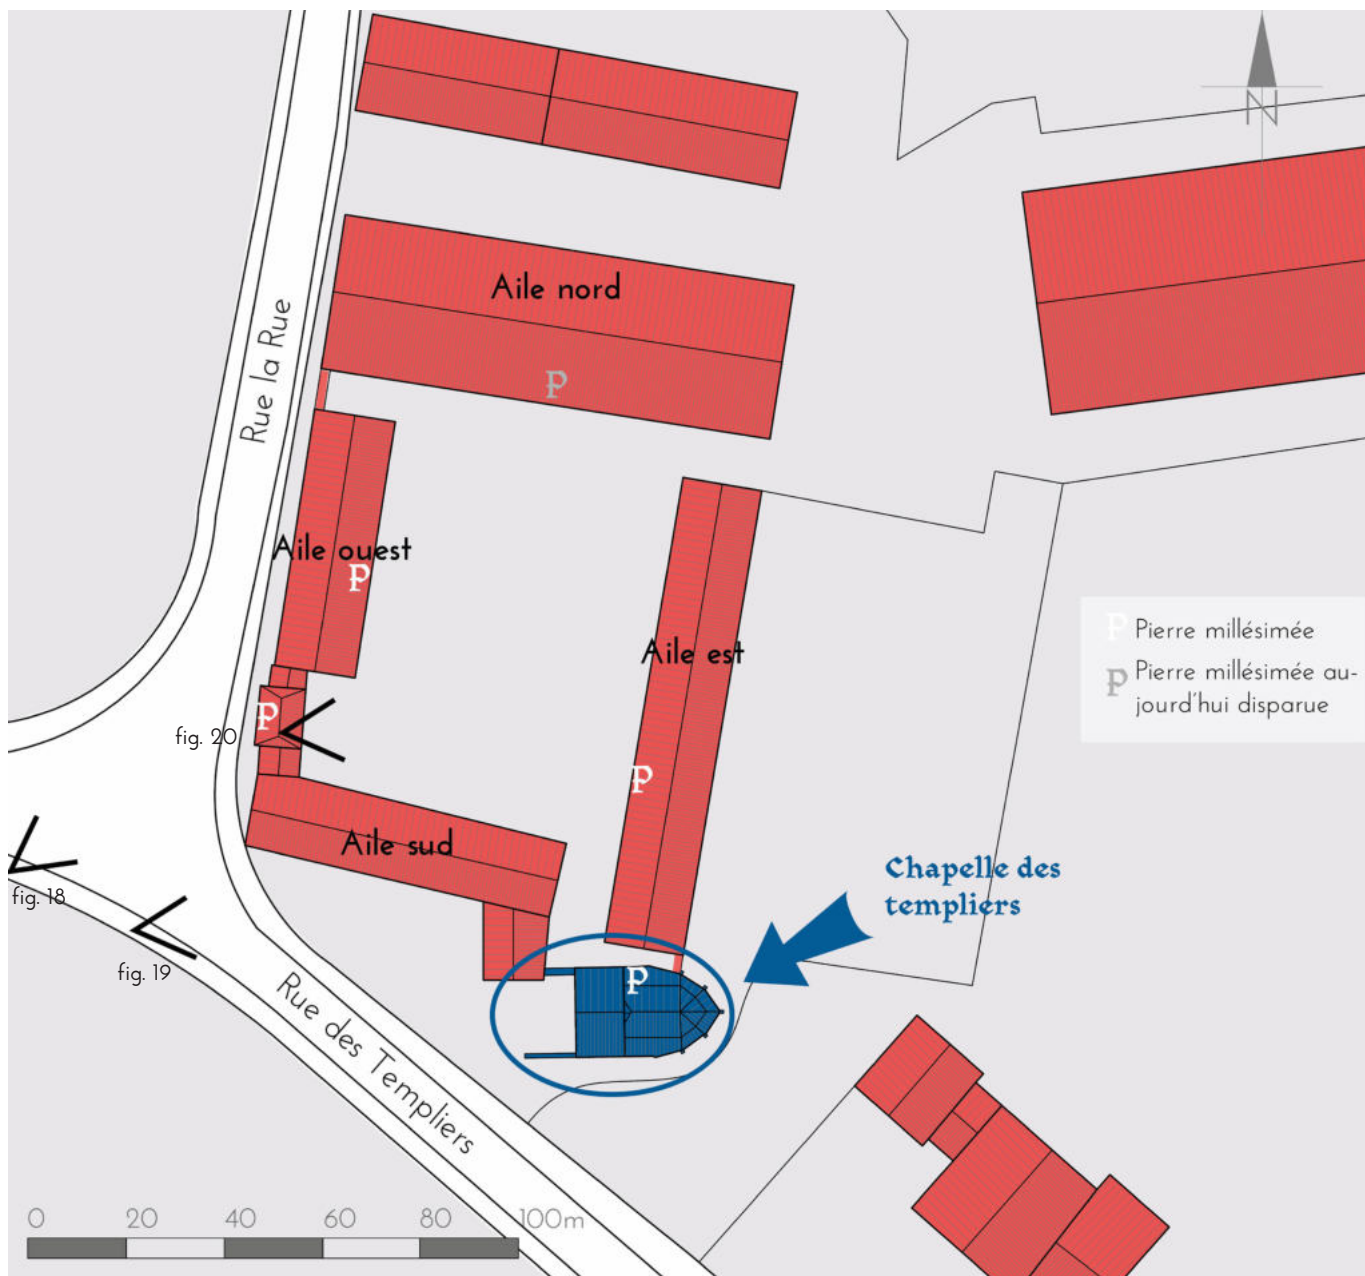 N
Aile nord
P
Rue la Rue
Aile ouest
P
Aile est
P Pierre millésimée
P Pierre millésimée au-
jourd'hui disparue
P
fig. 20
P
Aile sud
Chapelle des
templiers
fig. 18
fig. 19
P
Rue des Templiers
0 20 40 60 80 100m